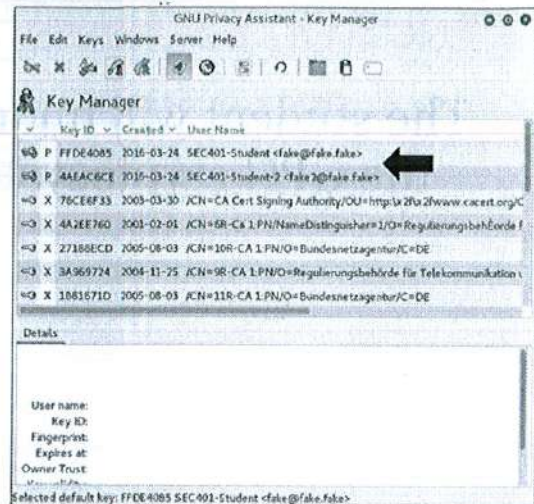 GNU Privacy Assistant - Key Manager
File Edit Keys Windows Server Help
Key Manager
Key ID Created User Name
P FFDE4085 2016-03-24 SEC401-Student <fake@fake.fake>
P 4AEAC6CE 2016-03-24 SEC401-Student-2 <fake2@fake.fake>
X 76CE6F33 2003-03-30 /CN=CA Cert Signing Authority/OU=http:\x2f\x2fwww.cacert.org/C
X 4A2EE760 2001-02-01 /CN=6R-Ca 1:PN/NameDistinguisher=1/O=RegulierungsbehÈorde f
X 27188ECD 2005-08-03 /CN=10R-CA 1:PN/O=Bundesnetzagentur/C=DE
X 3A969724 2004-11-25 /CN=9R-CA 1:PN/O=Regulierungsbehörde für Telekommunikation u
X 1881671D 2005-08-03 /CN=11R-CA 1:PN/O=Bundesnetzagentur/C=DE
Details
User name:
Key ID:
Fingerprint:
Expires at:
Owner Trust:
Selected default key: FFDE4085 SEC401-Student <fake@fake.fake>